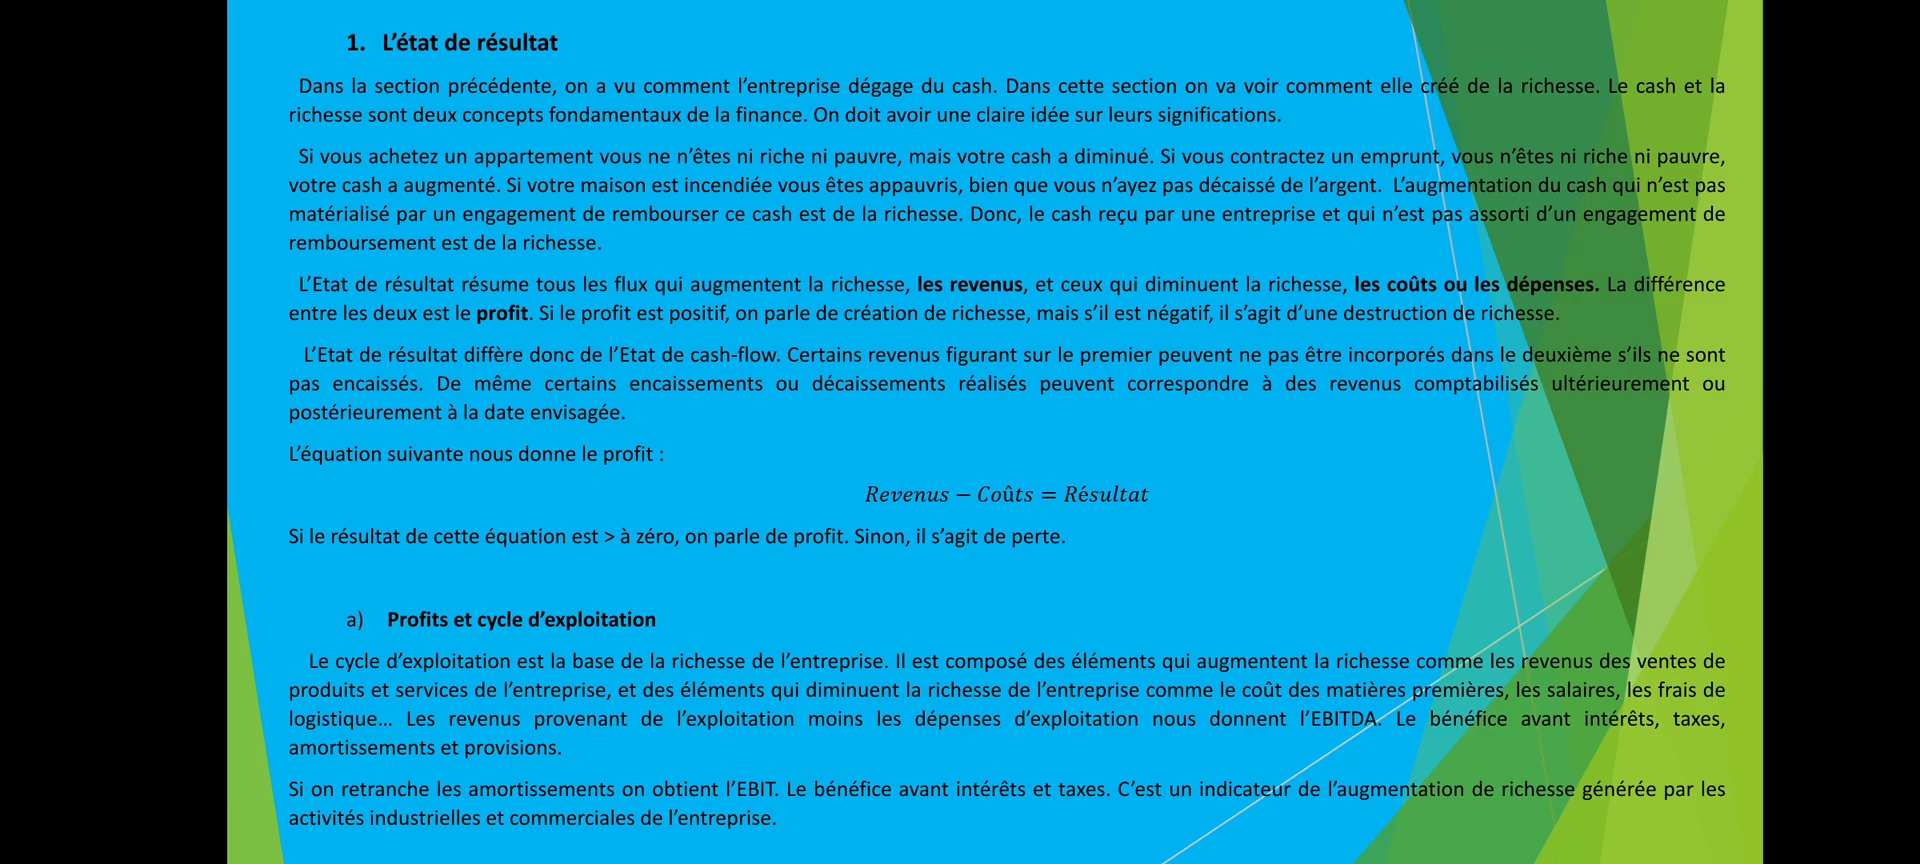 1. L’état de résultat
Dans la section précédente, on a vu comment l’entreprise dégage du cash. Dans cette section on va voir comment elle créé de la richesse. Le cash et la
richesse sont deux concepts fondamentaux de la finance. On doit avoir une claire idée sur leurs significations.
Si vous achetez un appartement vous ne n’êtes ni riche ni pauvre, mais votre cash a diminué. Si vous contractez un emprunt, vous n’êtes ni riche ni pauvre,
votre cash a augmenté. Si votre maison est incendiée vous êtes appauvris, bien que vous n’ayez pas décaissé de l’argent. L’augmentation du cash qui n’est pas
matérialisé par un engagement de rembourser ce cash est de la richesse. Donc, le cash reçu par une entreprise et qui n’est pas assorti d’un engagement de
remboursement est de la richesse.
L’Etat de résultat résume tous les flux qui augmentent la richesse, les revenus, et ceux qui diminuent la richesse, les coûts ou les dépenses. La différence
entre les deux est le profit. Si le profit est positif, on parle de création de richesse, mais s’il est négatif, il s’agit d’une destruction de richesse.
L’Etat de résultat diffère donc de l’Etat de cash-flow. Certains revenus figurant sur le premier peuvent ne pas être incorporés dans le deuxième s’ils ne sont
pas encaissés. De même certains encaissements ou décaissements réalisés peuvent correspondre à des revenus comptabilisés ultérieurement ou
postérieurement à la date envisagée.
L’équation suivante nous donne le profit :
Revenus − Coûts = Résultat
Si le résultat de cette équation est > à zéro, on parle de profit. Sinon, il s’agit de perte.
a) Profits et cycle d’exploitation
Le cycle d’exploitation est la base de la richesse de l’entreprise. Il est composé des éléments qui augmentent la richesse comme les revenus des ventes de
produits et services de l’entreprise, et des éléments qui diminuent la richesse de l’entreprise comme le coût des matières premières, les salaires, les frais de
logistique… Les revenus provenant de l’exploitation moins les dépenses d’exploitation nous donnent l’EBITDA. Le bénéfice avant intérêts, taxes,
amortissements et provisions.
Si on retranche les amortissements on obtient l’EBIT. Le bénéfice avant intérêts et taxes. C’est un indicateur de l’augmentation de richesse générée par les
activités industrielles et commerciales de l’entreprise.